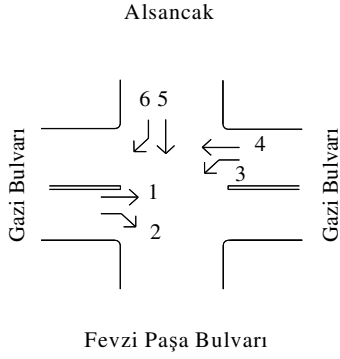 Alsancak
6 5
4
3
Gazi Bulvarı
Gazi Bulvarı
1
2
Fevzi Paşa Bulvarı